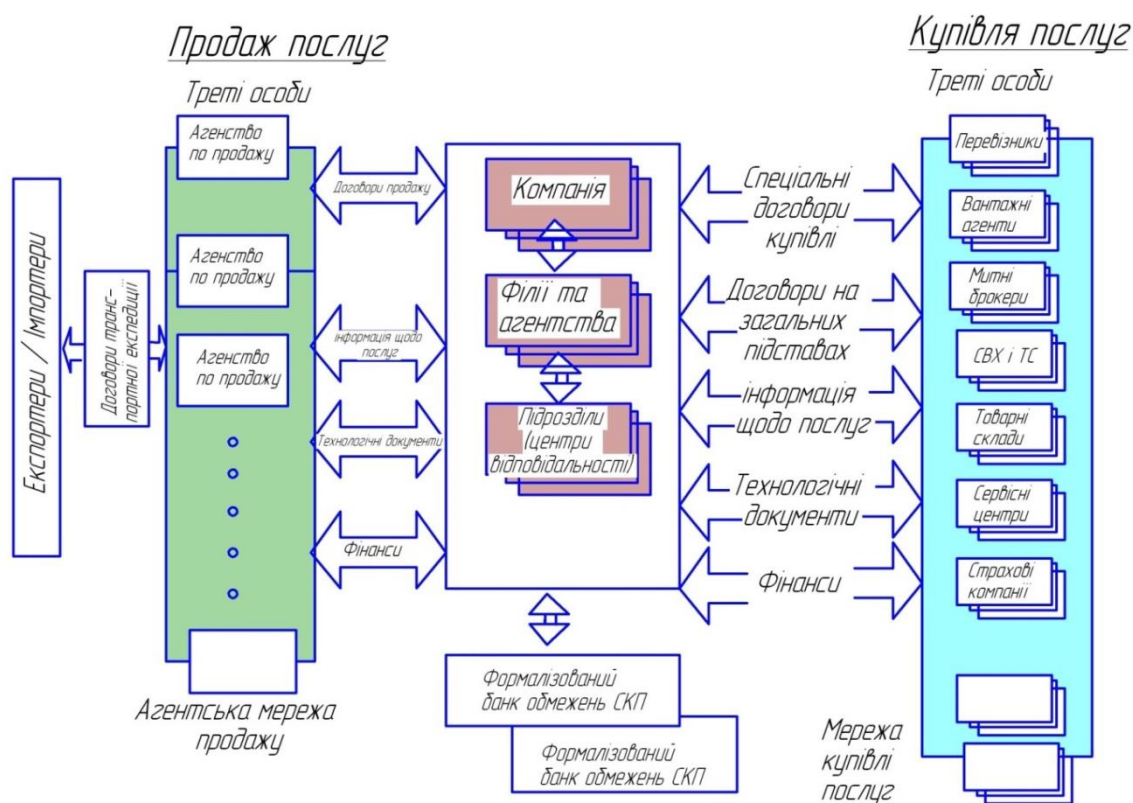 Продаж послуг
Треті особи
Агенство
по продажу
Агенство
по продажу
Агенство
по продажу
Експортери / Імпортери
Договори транс-
портної експедиції
Агентська мережа
продажу
Договори продажу
інформація щодо
послуг
Технологічні документи
Фінанси
Компанія
Філії та
агентства
Підрозділи
(центри
відповідальності)
Формалізований
банк обмежень СКП
Формалізований
банк обмежень СКП
Спеціальні
договори
купівлі
Договори на
загальних
підставах
інформація
щодо послуг
Технологічні
документи
Фінанси
Купівля послуг
Треті особи
Перевізники
Вантажні
агенти
Митні
брокери
СВХ і ТС
Товарні
склади
Сервісні
центри
Страхові
компанії
Мережа
купівлі
послуг